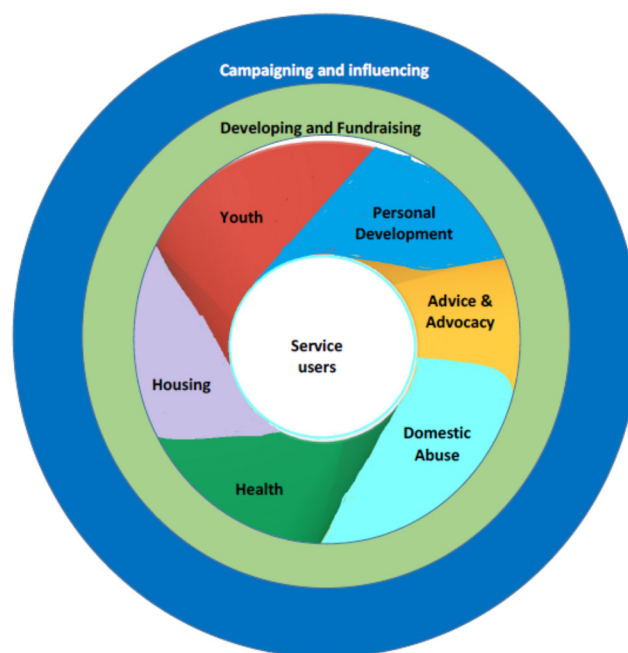 Campaigning and influencing
Developing and Fundraising
Youth
Personal
Development
Advice &
Advocacy
Service
users
Housing
Domestic
Abuse
Health